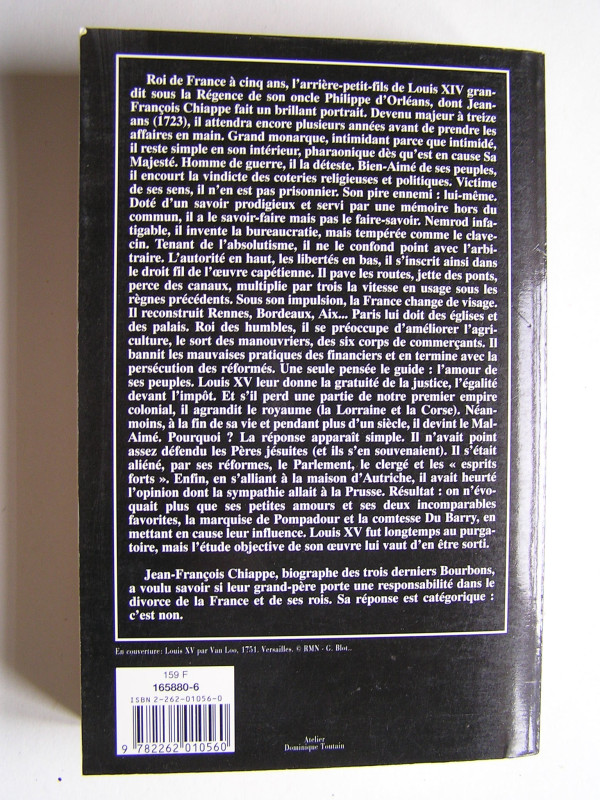 Roi de France à cinq ans, l'arrière-petit-fils de Louis XIV gran-
dit sous la Régence de son oncle Philippe d'Orléans, dont Jean-
François Chiappe fait un brillant portrait. Devenu majeur à treize
ans (1723), il attendra encore plusieurs années avant de prendre les
affaires en main. Grand monarque, intimidant parce que intimidé,
il reste simple en son intérieur, pharaonique dès qu'est en cause Sa
Majesté. Homme de guerre, il la déteste. Bien-Aimé de ses peuples,
il encourt la vindicte des coteries religieuses et politiques. Victime
de ses sens, il n'en est pas prisonnier. Son pire ennemi : lui-même.
Doté d'un savoir prodigieux et servi par une mémoire hors du
commun, il a le savoir-faire mais pas le faire-savoir. Nemrod infa-
tigable, il invente la bureaucratie, mais tempérée comme le clave-
cin. Tenant de l'absolutisme, il ne le confond point avec l'arbi-
traire. L'autorité en haut, les libertés en bas, il s'inscrit ainsi dans
le droit fil de l'œuvre capétienne. Il pave les routes, jette des ponts,
perce des canaux, multiplie par trois la vitesse en usage sous les
règnes précédents. Sous son impulsion, la France change de visage.
Il reconstruit Rennes, Bordeaux, Aix... Paris lui doit des églises et
des palais. Roi des humbles, il se préoccupe d'améliorer l'agri-
culture, le sort des manouvriers, des six corps de commerçants. Il
bannit les mauvaises pratiques des financiers et en termine avec la
persécution des réformés. Une seule pensée le guide : l'amour de
ses peuples. Louis XV leur donne la gratuité de la justice, l'égalité
devant l'impôt. Et s'il perd une partie de notre premier empire
colonial, il agrandit le royaume (la Lorraine et la Corse). Néan-
moins, à la fin de sa vie et pendant plus d'un siècle, il devint le Mal-
Aimé. Pourquoi ? La réponse apparaît simple. Il n'avait point
assez défendu les Pères jésuites (et ils s'en souvenaient). Il s'était
aliéné, par ses réformes, le Parlement, le clergé et les « esprits
forts ». Enfin, en s'alliant à la maison d'Autriche, il avait heurté
l'opinion dont la sympathie allait à la Prusse. Résultat : on n'évo-
quait plus que ses petites amours et ses deux incomparables
favorites, la marquise de Pompadour et la comtesse Du Barry, en
mettant en cause leur influence. Louis XV fut longtemps au purga-
toire, mais l'étude objective de son œuvre lui vaut d'en être sorti.
Jean-François Chiappe, biographe des trois derniers Bourbons,
a voulu savoir si leur grand-père porte une responsabilité dans le
divorce de la France et de ses rois. Sa réponse est catégorique :
c'est non.
En couverture : Louis XV par Van Loo, 1751. Versailles. © RMN - G. Blot..
159 F
165880-6
ISBN 2-262-01056-0
9 782262 010560
Atelier
Dominique Toutain